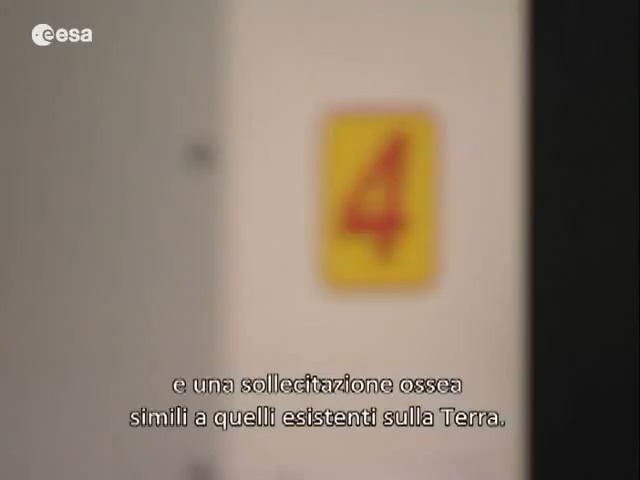 esa
4
e una sollecitazione ossea
simili a quelli esistenti sulla Terra.